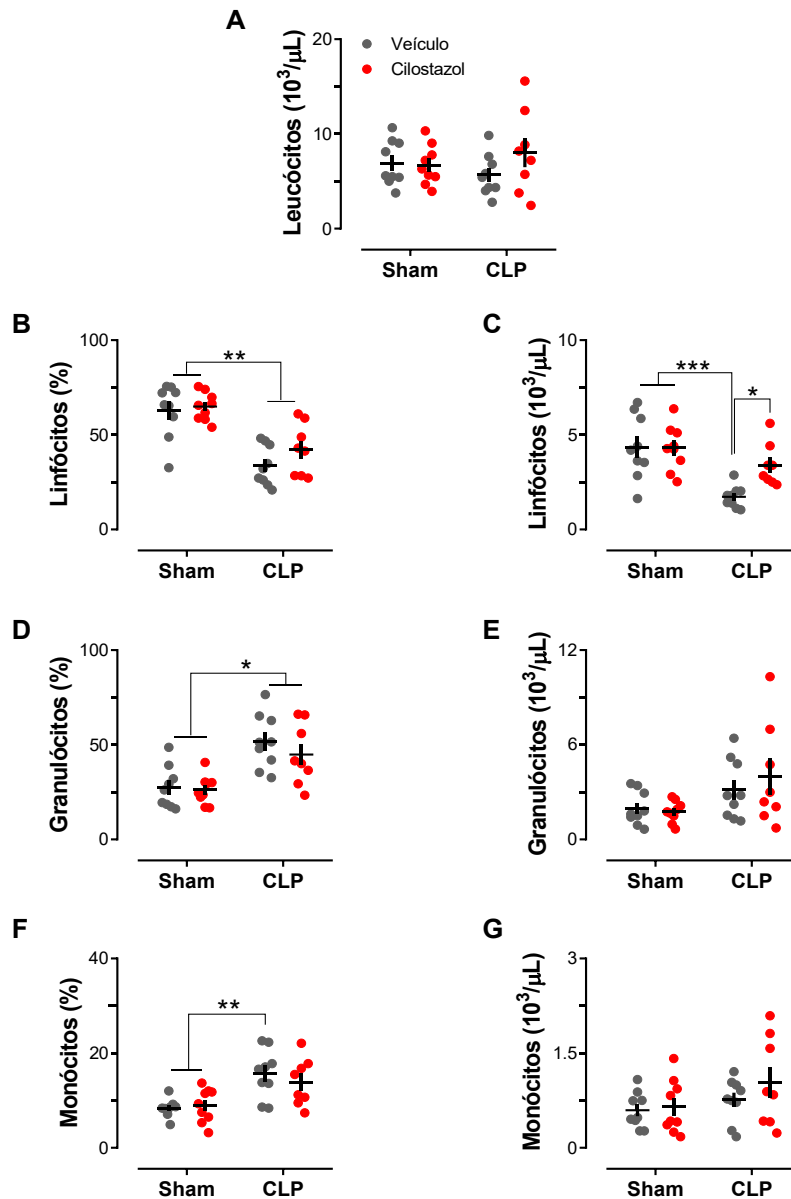 A
Leucócitos (10³/μL)
20
10
0
Veículo
Cilostazol
Sham CLP
B
Linfócitos (%)
100
50
0
**
Sham CLP
C
Linfócitos (10³/μL)
10
5
0
***
*
Sham CLP
D
Granulócitos (%)
100
50
0
*
Sham CLP
E
Granulócitos (10³/μL)
12
6
0
Sham CLP
F
Monócitos (%)
40
20
0
**
Sham CLP
G
Monócitos (10³/μL)
3
1.5
0
Sham CLP